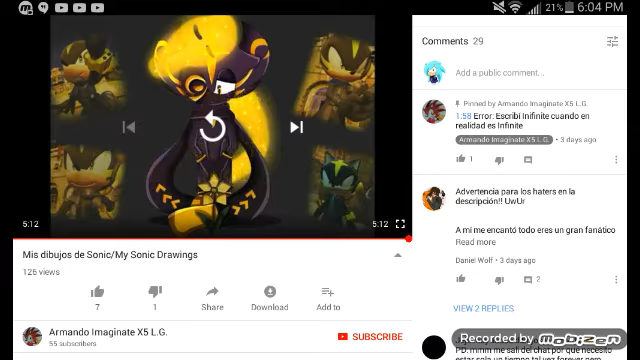 21% 6:04 PM
5:12
5:12
Mis dibujos de Sonic/My Sonic Drawings
126 views
7
1
Share
Download
Add to
Armando Imaginate X5 L.G.
55 subscribers
SUBSCRIBE
Comments 29
Add a public comment...
Pinned by Armando Imaginate X5 L.G.
1:58 Error: Escribí Inifinite cuando en
realidad es Infinite
Armando Imaginate X5 L.G. • 3 days ago
1
Advertencia para los haters en la
descripción!! UwUr
A mí me encantó todo eres un gran fanático
Read more
Daniel Wolf • 3 days ago
2
VIEW 2 REPLIES
Recorded by MOBIZEN